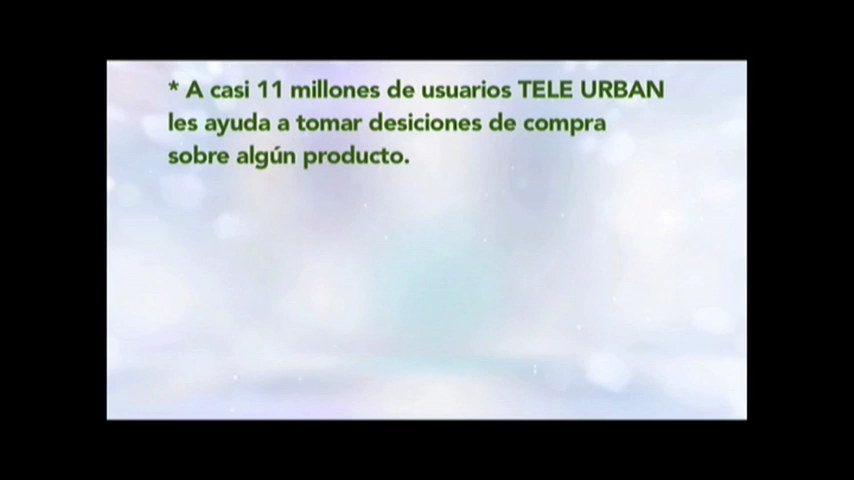 * A casi 11 millones de usuarios TELE URBAN
les ayuda a tomar desiciones de compra
sobre algún producto.